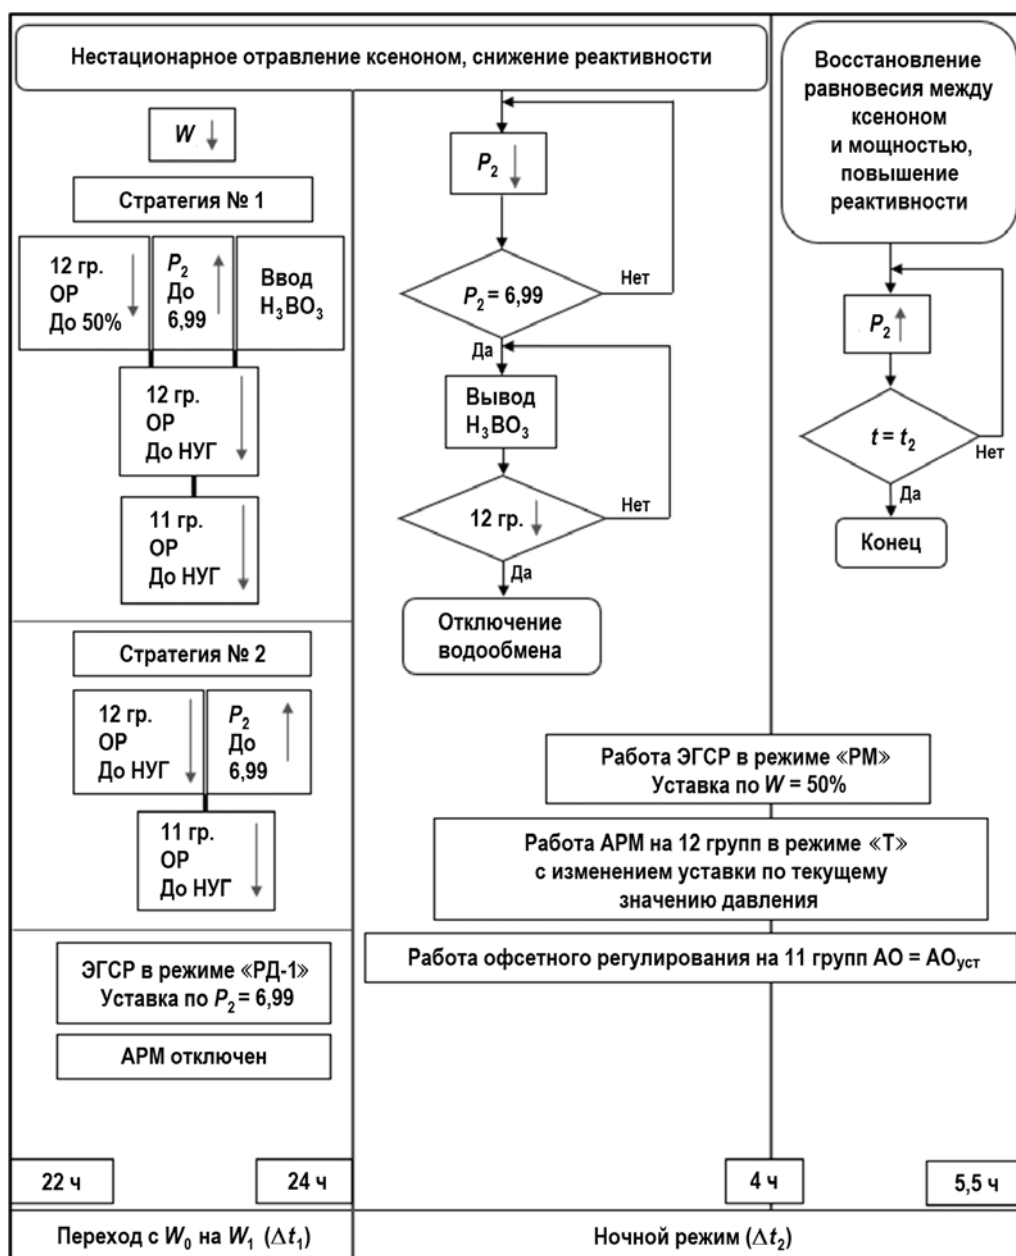 Нестационарное отравление ксеноном, снижение реактивности
W ↓
Стратегия № 1
12 гр.
ОР
До 50%
P₂
До
6,99
Ввод
H₃BO₃
12 гр.
ОР
До НУГ
11 гр.
ОР
До НУГ
Стратегия № 2
12 гр.
ОР
До НУГ
P₂
До
6,99
11 гр.
ОР
До НУГ
ЭГСР в режиме «РД-1»
Уставка по P₂ = 6,99
АРМ отключен
P₂ ↓
P₂ = 6,99
Нет
Да
Вывод
H₃BO₃
12 гр. ↓
Нет
Да
Отключение
водообмена
Восстановление
равновесия между
ксеноном
и мощностью,
повышение
реактивности
P₂ ↑
t = t₂
Нет
Да
Конец
Работа ЭГСР в режиме «РМ»
Уставка по W = 50%
Работа АРМ на 12 групп в режиме «Т»
с изменением уставки по текущему
значению давления
Работа офсетного регулирования на 11 групп АО = АОуст
22 ч
24 ч
4 ч
5,5 ч
Переход с W₀ на W₁ (Δt₁)
Ночной режим (Δt₂)